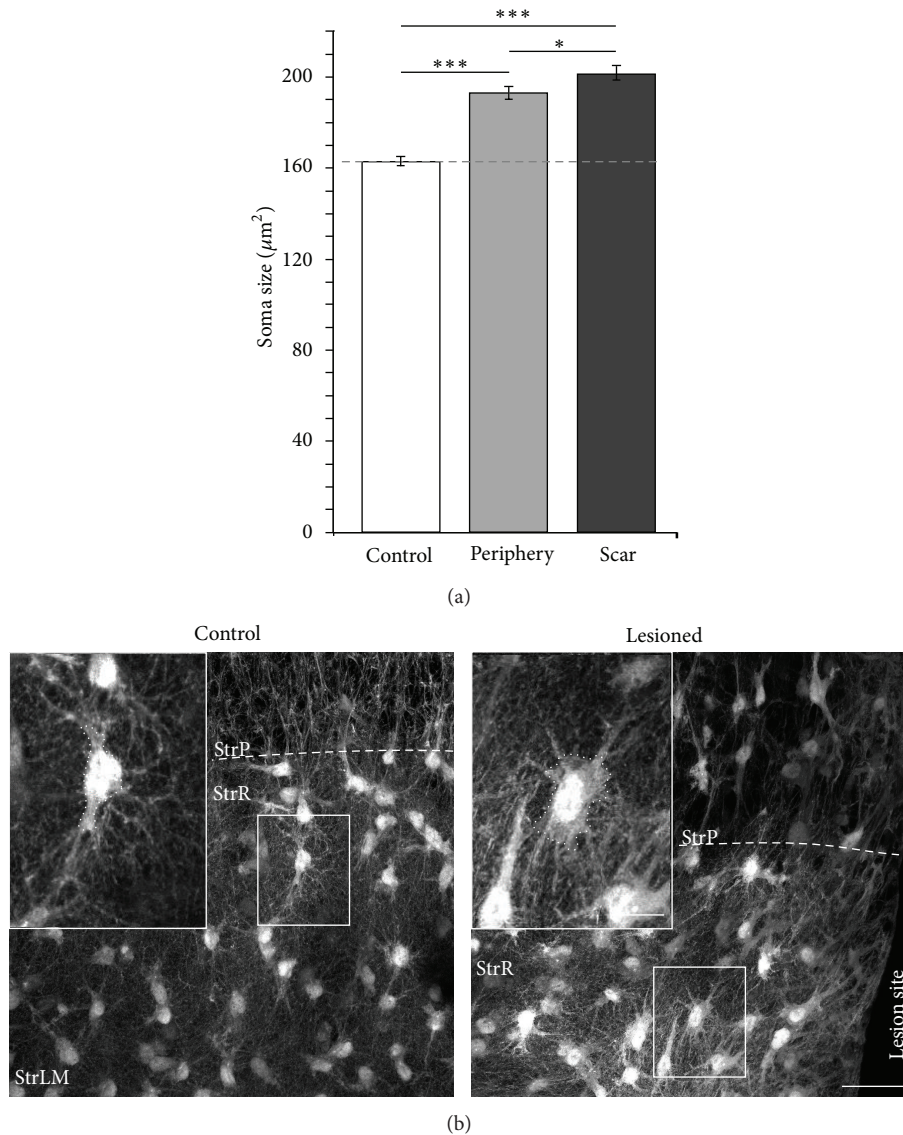 ***
*
***
200
160
120
80
40
0
Soma size (μm²)
Control Periphery Scar
(a)
Control Lesioned
StrP
StrR
StrLM
StrP
StrR
Lesion site
(b)